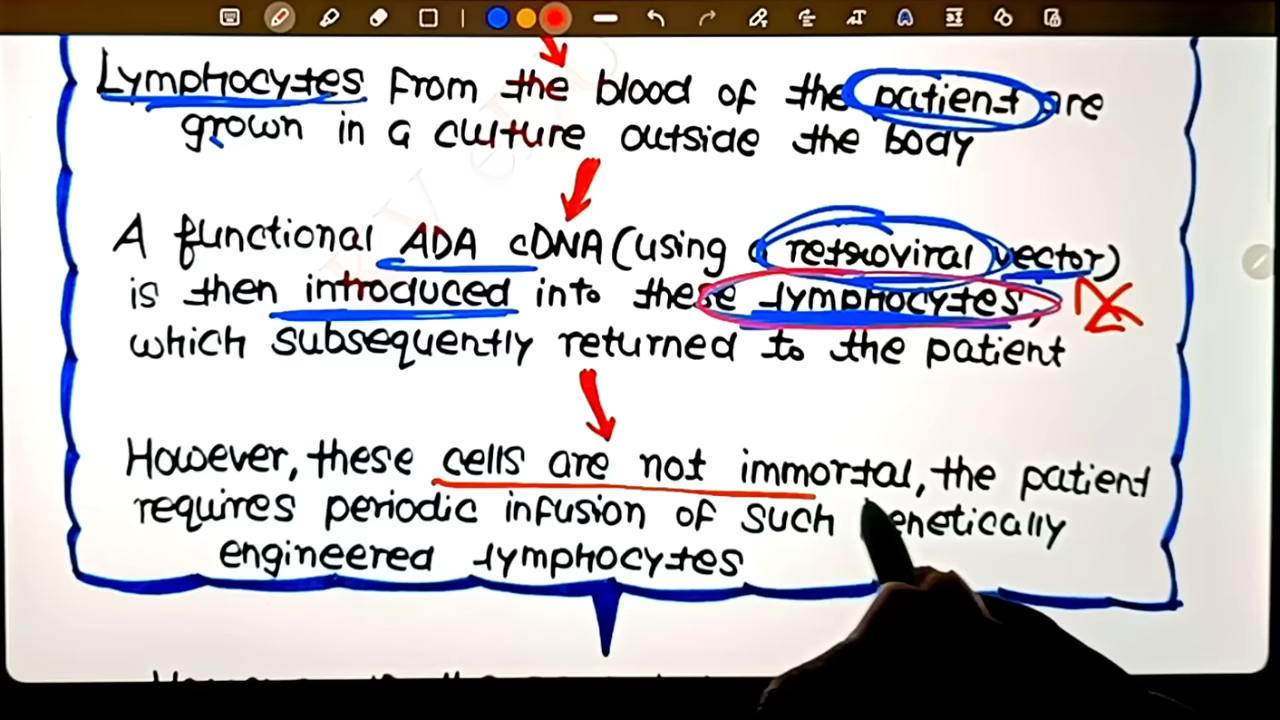 Lymphocytes from the blood of the patient are
grown in a culture outside the body
A functional ADA cDNA (using a retroviral vector)
is then introduced into these lymphocytes,
which subsequently returned to the patient
However, these cells are not immortal, the patient
requires periodic infusion of such genetically
engineered lymphocytes